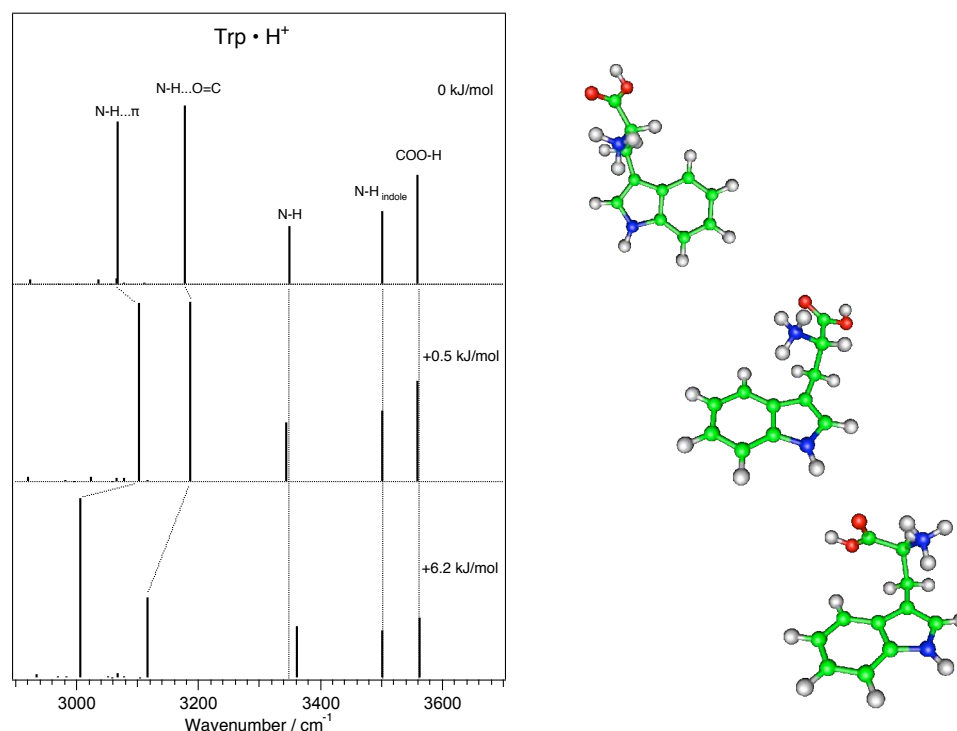 Trp • H⁺
N-H...O=C
0 kJ/mol
N-H...π
COO-H
N-H indole
N-H
+0.5 kJ/mol
+6.2 kJ/mol
3000 3200 3400 3600
Wavenumber / cm⁻¹